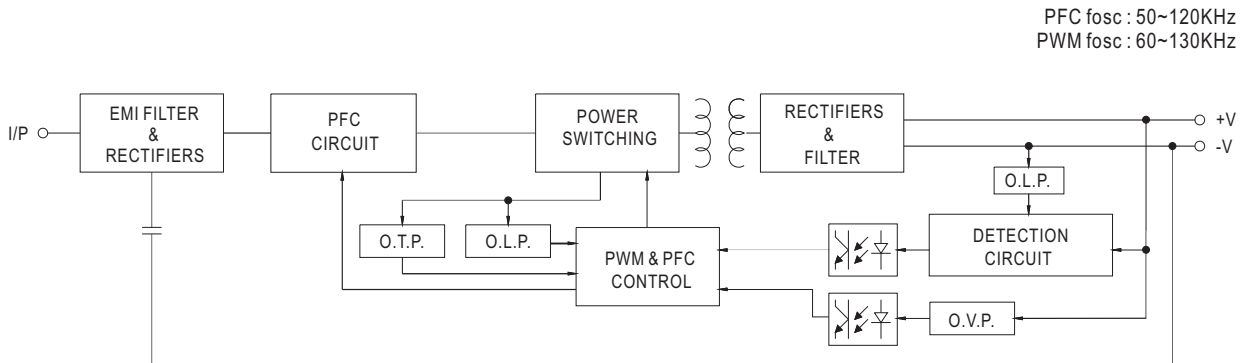 PFC fosc : 50~120KHz
PWM fosc : 60~130KHz
I/P
EMI FILTER
&
RECTIFIERS
PFC
CIRCUIT
POWER
SWITCHING
RECTIFIERS
&
FILTER
+V
-V
O.L.P.
O.T.P.
O.L.P.
PWM & PFC
CONTROL
DETECTION
CIRCUIT
O.V.P.